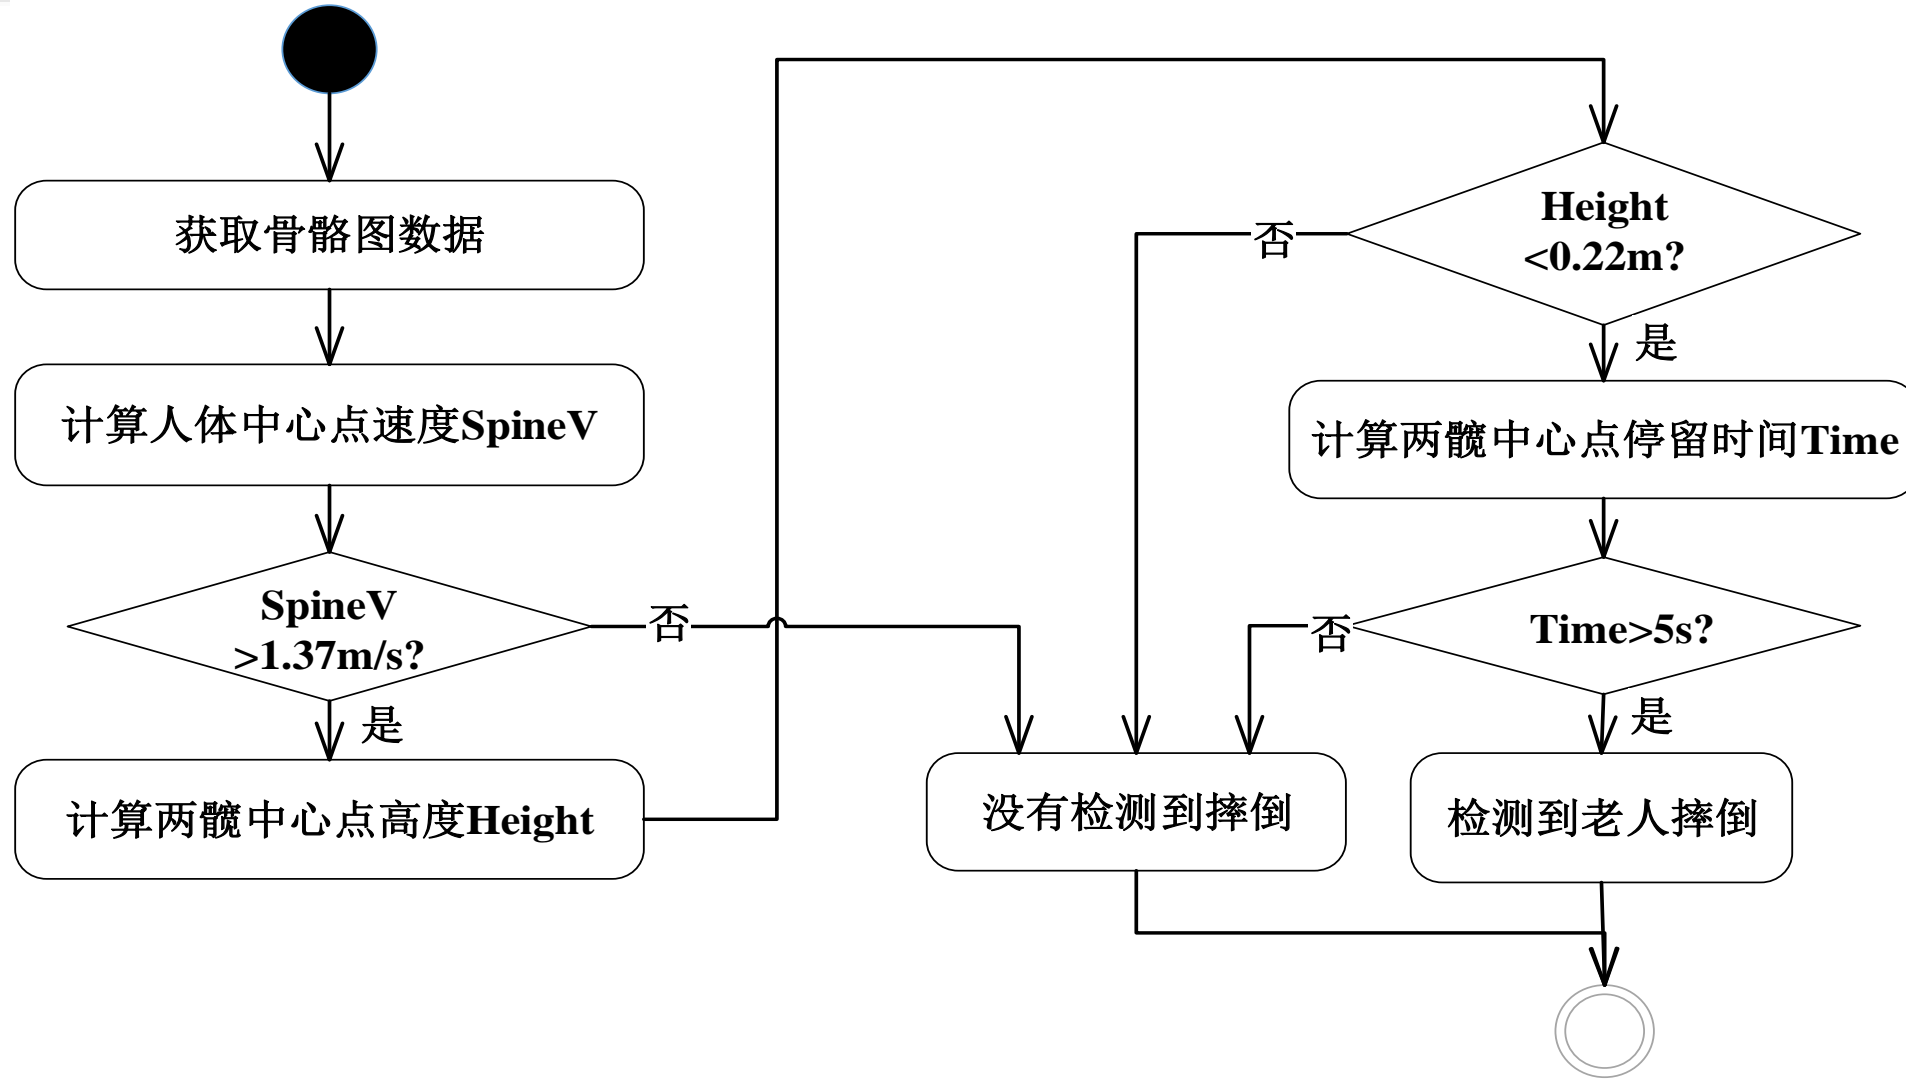 获取骨骼图数据
计算人体中心点速度SpineV
SpineV
>1.37m/s?
否
是
计算两髋中心点高度Height
Height
<0.22m?
否
是
计算两髋中心点停留时间Time
Time>5s?
否
是
没有检测到摔倒
检测到老人摔倒